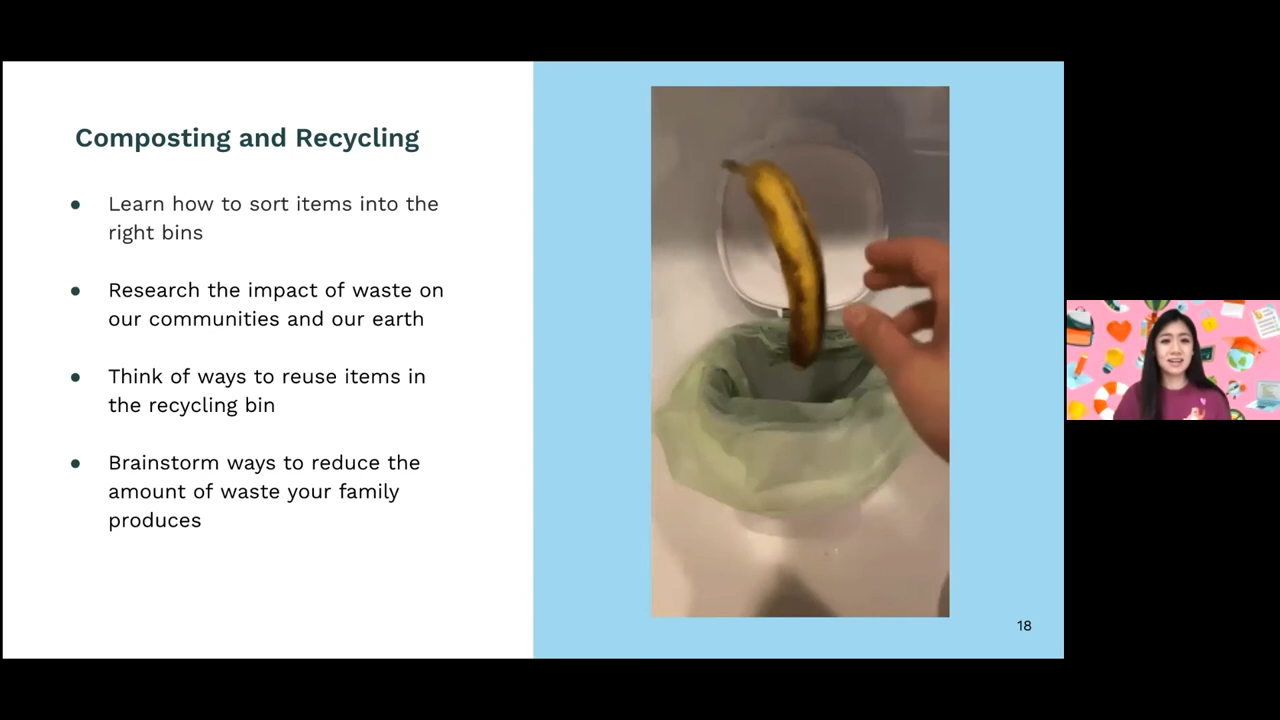 Composting and Recycling
● Learn how to sort items into the
right bins
● Research the impact of waste on
our communities and our earth
● Think of ways to reuse items in
the recycling bin
● Brainstorm ways to reduce the
amount of waste your family
produces
18